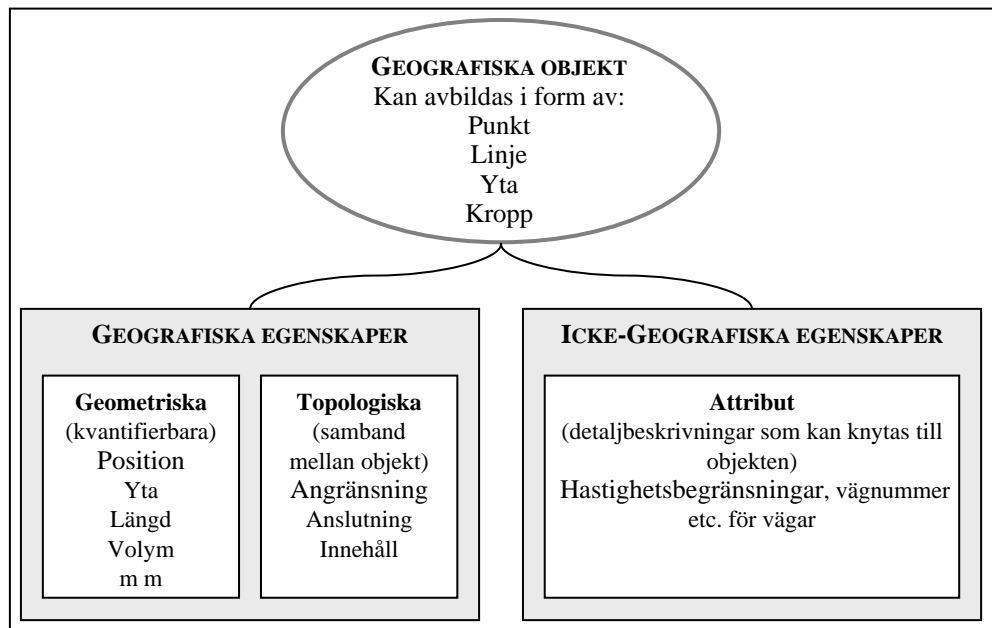 GEOGRAFISKA OBJEKT
Kan avbildas i form av:
Punkt
Linje
Yta
Kropp
GEOGRAFISKA EGENSKAPER
Geometriska
(kvantifierbara)
Position
Yta
Längd
Volym
m m
Topologiska
(samband
mellan objekt)
Angränsning
Anslutning
Innehåll
ICKE-GEOGRAFISKA EGENSKAPER
Attribut
(detaljbeskrivningar som kan knytas till
objekten)
Hastighetsbegränsningar, vägnummer
etc. för vägar